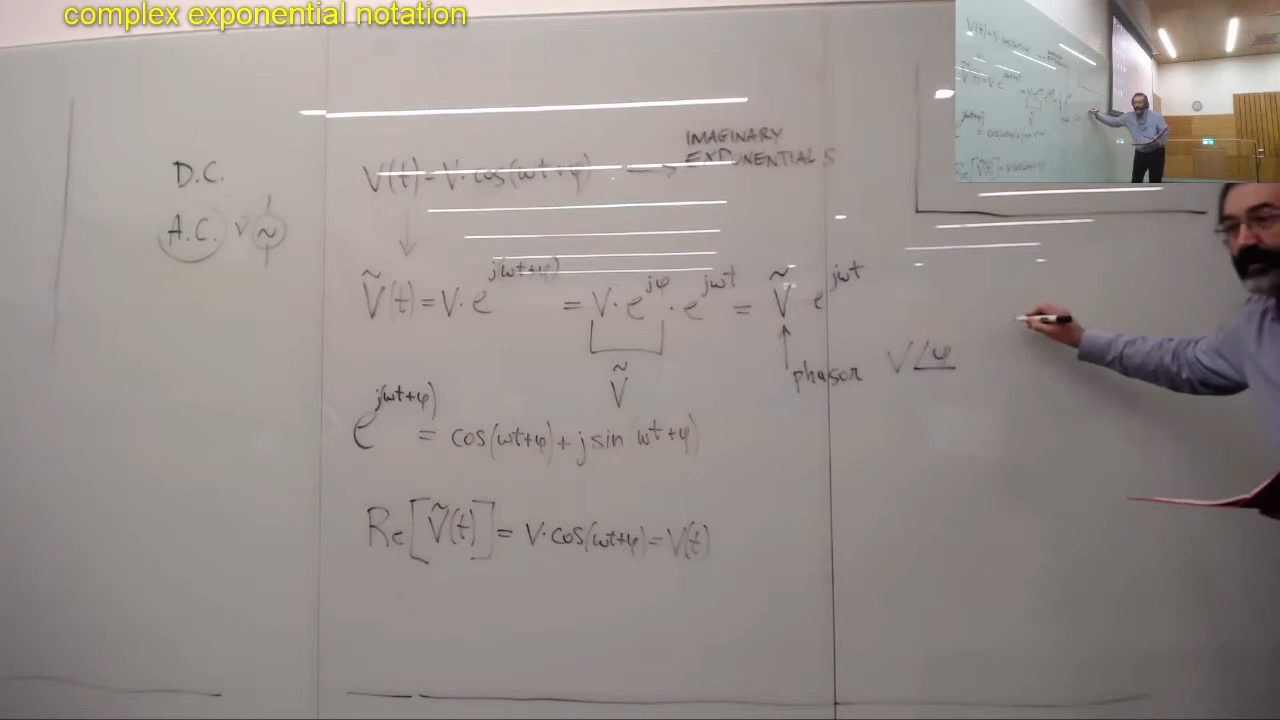 complex exponential notation
D.C.
A.C. V ~
V(t)=V·cos(ωt+φ) → IMAGINARY EXPONENTIALS
Ṽ(t)=V·e^{j(ωt+φ)} = V·e^{jφ}·e^{jωt} = Ṽ e^{jωt}
Ṽ
phasor V∠φ
e^{j(ωt+φ)} = cos(ωt+φ)+j sin(ωt+φ)
Re[Ṽ(t)]=V·cos(ωt+φ)=V(t)